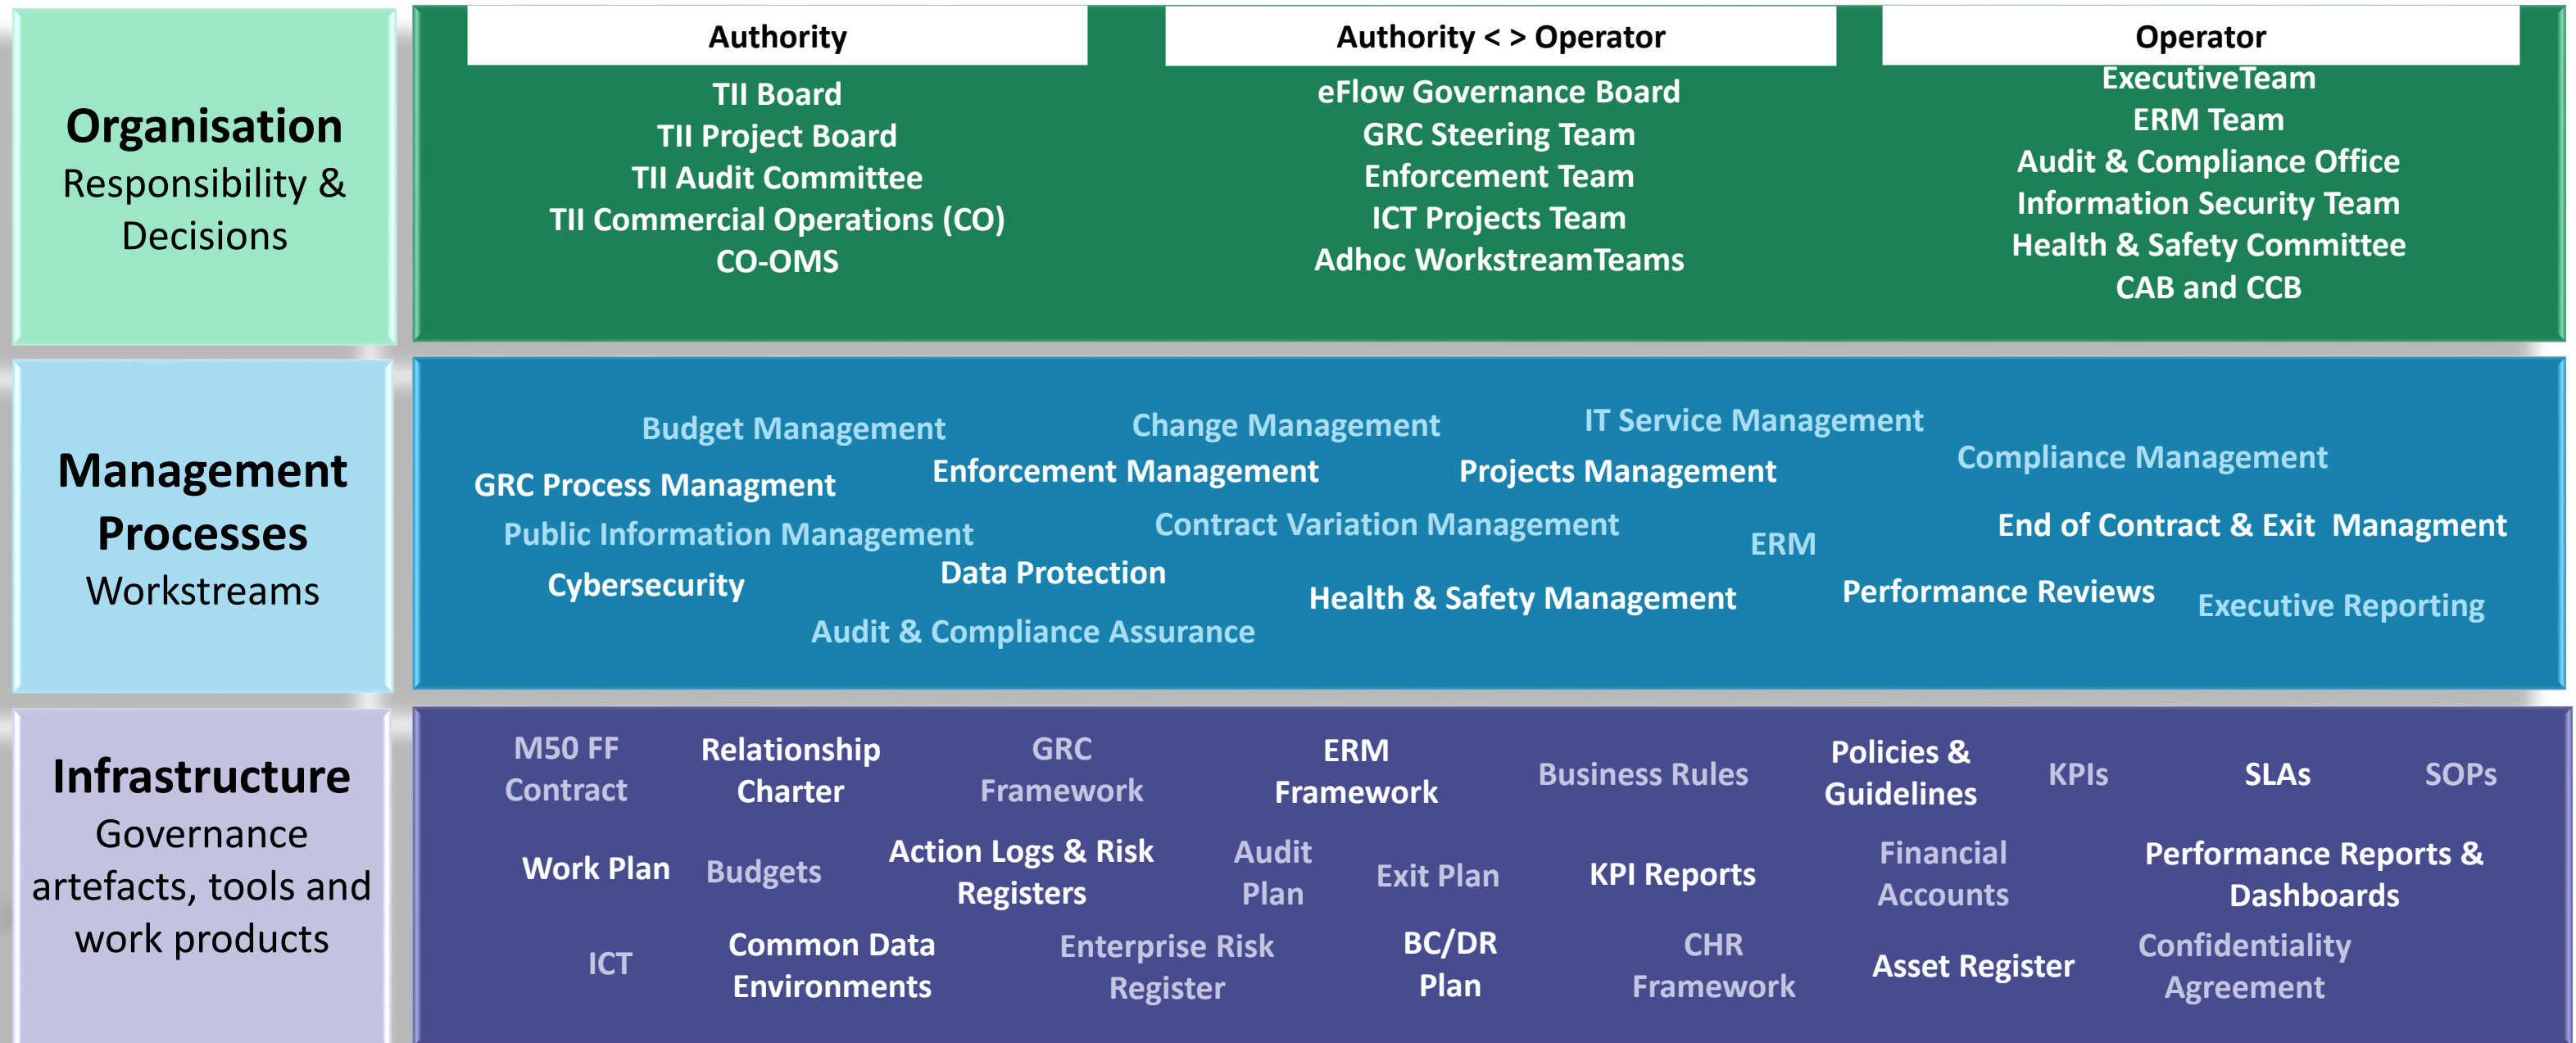 Organisation
Responsibility &
Decisions
Authority
TII Board
TII Project Board
TII Audit Committee
TII Commercial Operations (CO)
CO-OMS
Authority < > Operator
eFlow Governance Board
GRC Steering Team
Enforcement Team
ICT Projects Team
Adhoc WorkstreamTeams
Operator
ExecutiveTeam
ERM Team
Audit & Compliance Office
Information Security Team
Health & Safety Committee
CAB and CCB
Management
Processes
Workstreams
Budget Management
Change Management
IT Service Management
Compliance Management
GRC Process Managment
Enforcement Management
Projects Management
Public Information Management
Contract Variation Management
ERM
End of Contract & Exit  Managment
Cybersecurity
Data Protection
Health & Safety Management
Performance Reviews
Executive Reporting
Audit & Compliance Assurance
Infrastructure
Governance
artefacts, tools and
work products
M50 FF
Contract
Relationship
Charter
GRC
Framework
ERM
Framework
Business Rules
Policies &
Guidelines
KPIs
SLAs
SOPs
Work Plan
Budgets
Action Logs & Risk
Registers
Audit
Plan
Exit Plan
KPI Reports
Financial
Accounts
Performance Reports &
Dashboards
ICT
Common Data
Environments
Enterprise Risk
Register
BC/DR
Plan
CHR
Framework
Asset Register
Confidentiality
Agreement